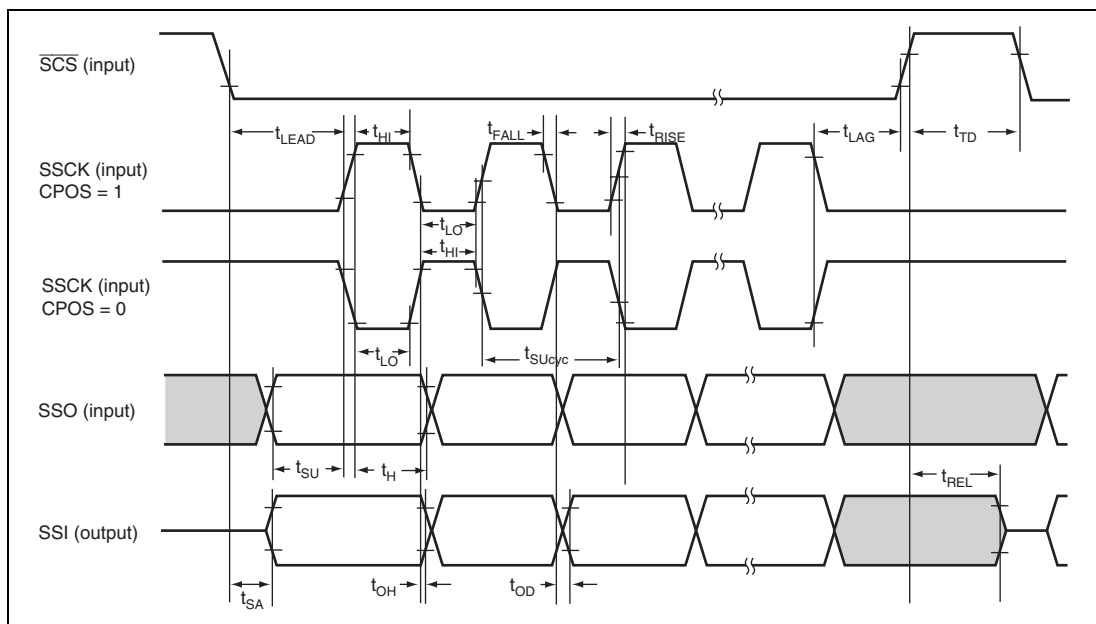 SCS (input)
tLEAD
tHI
tFALL
tRISE
tLAG
tTD
SSCK (input)
CPOS = 1
tLO
tHI
SSCK (input)
CPOS = 0
tLO
tSUcyc
SSO (input)
tSU
tH
tREL
SSI (output)
tSA
tOH
tOD